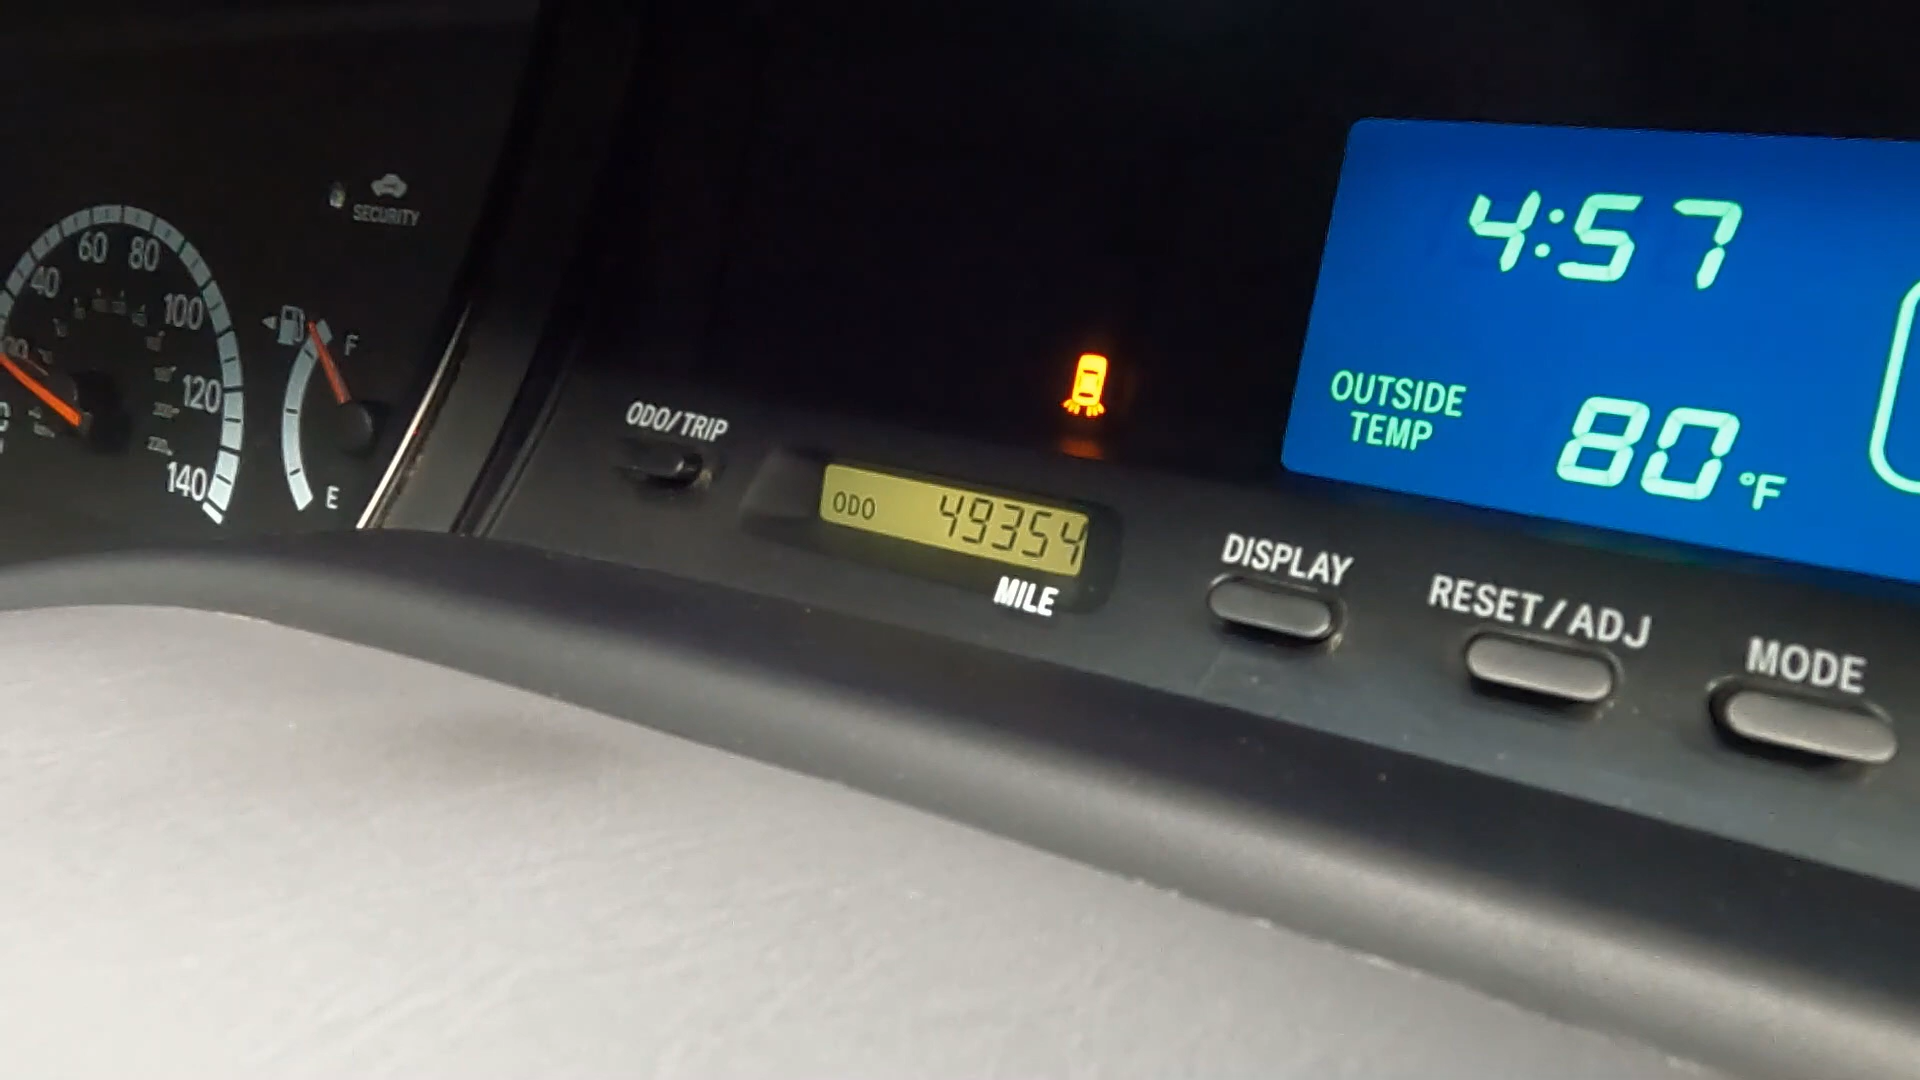 SECURITY
60 80
40
100
120
140
F
E
ODO/TRIP
ODO 49354
MILE
4:57
OUTSIDE
TEMP
80 °F
DISPLAY
RESET/ADJ
MODE